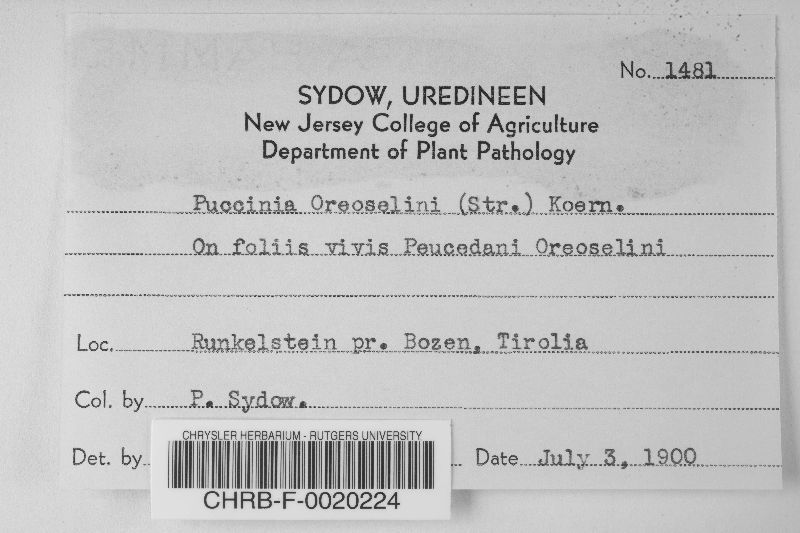 No. 1481
SYDOW, UREDINEEN
New Jersey College of Agriculture
Department of Plant Pathology
Puccinia Oreoselini (Str.) Koern.
On foliis vivis Peucedani Oreoselini
Loc. Runkelstein pr. Bozen, Tirolia
Col. by P. Sydow.
Det. by Date July 3, 1900
CHRYSLER HERBARIUM - RUTGERS UNIVERSITY
CHRB-F-0020224